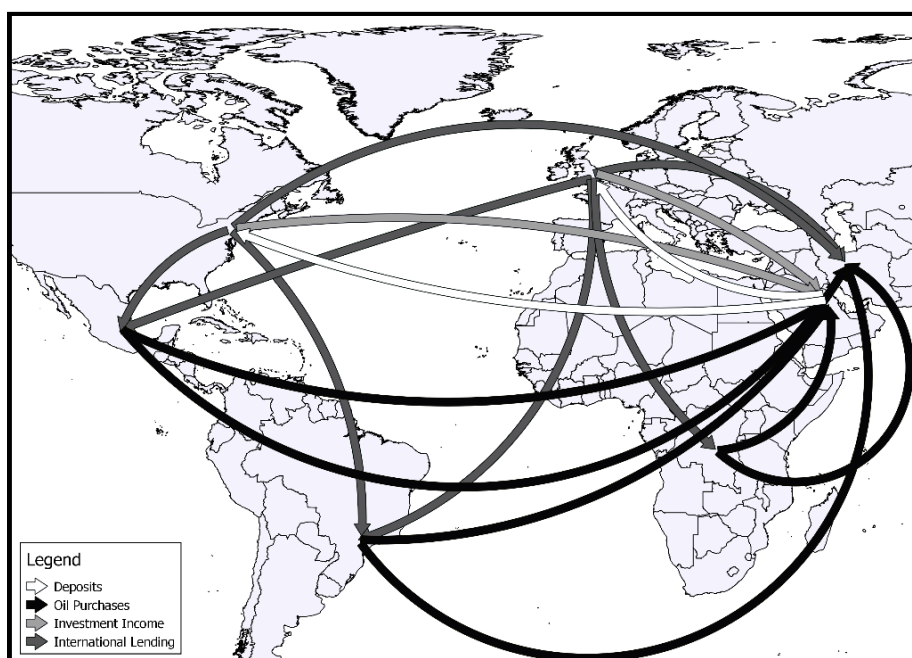 Legend
Deposits
Oil Purchases
Investment Income
International Lending